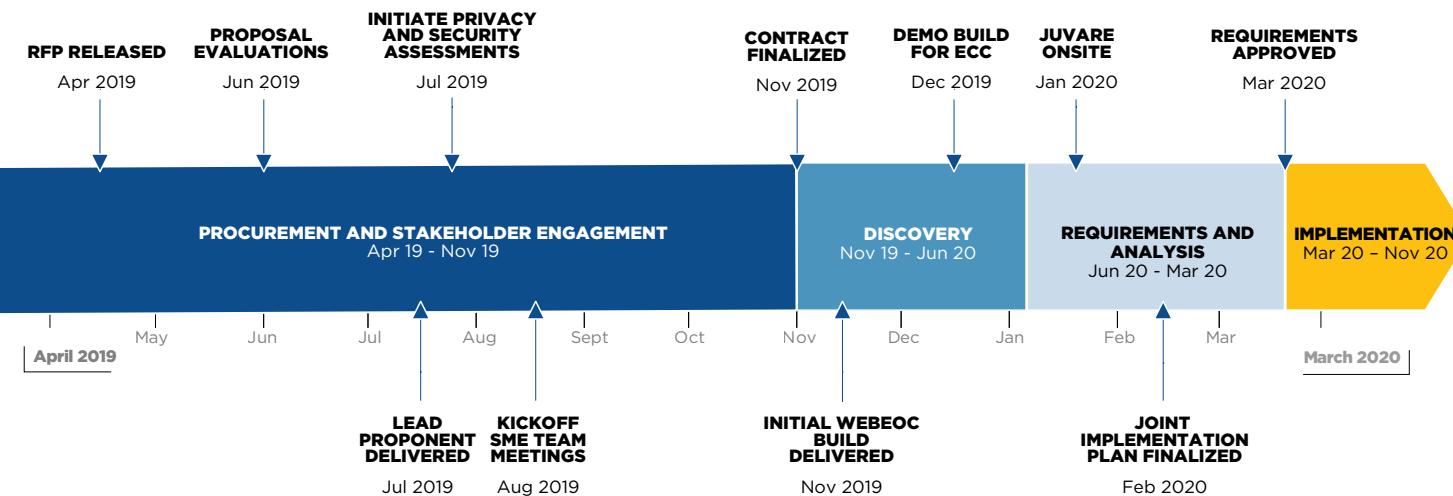 RFP RELEASED
Apr 2019
PROPOSAL
EVALUATIONS
Jun 2019
INITIATE PRIVACY
AND SECURITY
ASSESSMENTS
Jul 2019
CONTRACT
FINALIZED
Nov 2019
DEMO BUILD
FOR ECC
Dec 2019
JUVARE
ONSITE
Jan 2020
REQUIREMENTS
APPROVED
Mar 2020
PROCUREMENT AND STAKEHOLDER ENGAGEMENT
Apr 19 - Nov 19
DISCOVERY
Nov 19 - Jun 20
REQUIREMENTS AND
ANALYSIS
Jun 20 - Mar 20
IMPLEMENTATION
Mar 20 – Nov 20
April 2019
May
Jun
Jul
Aug
Sept
Oct
Nov
Dec
Jan
Feb
Mar
March 2020
LEAD
PROPONENT
DELIVERED
Jul 2019
KICKOFF
SME TEAM
MEETINGS
Aug 2019
INITIAL WEBEOC
BUILD
DELIVERED
Nov 2019
JOINT
IMPLEMENTATION
PLAN FINALIZED
Feb 2020